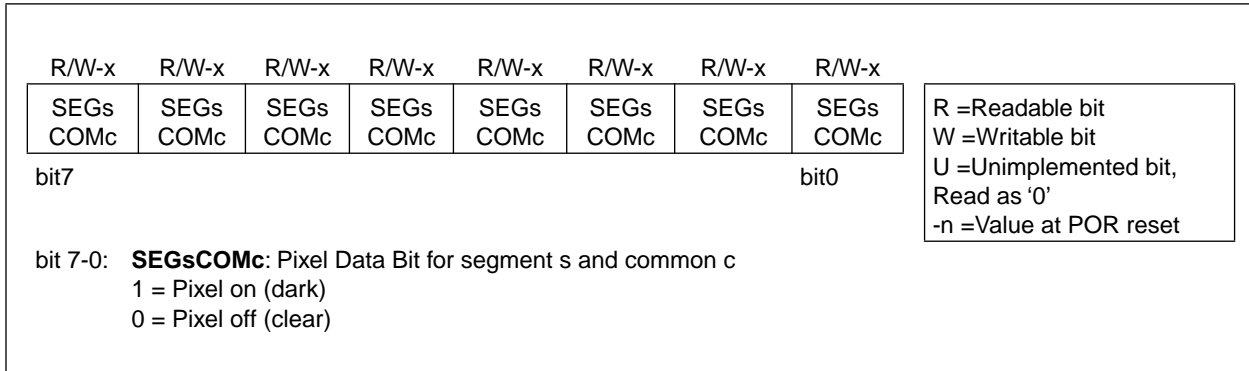 R/W-x R/W-x R/W-x R/W-x R/W-x R/W-x R/W-x R/W-x
SEGs SEGs SEGs SEGs SEGs SEGs SEGs SEGs
COMc COMc COMc COMc COMc COMc COMc COMc
bit7 bit0
R =Readable bit
W =Writable bit
U =Unimplemented bit,
Read as ‘0’
-n =Value at POR reset
bit 7-0: SEGsCOMc: Pixel Data Bit for segment s and common c
1 = Pixel on (dark)
0 = Pixel off (clear)